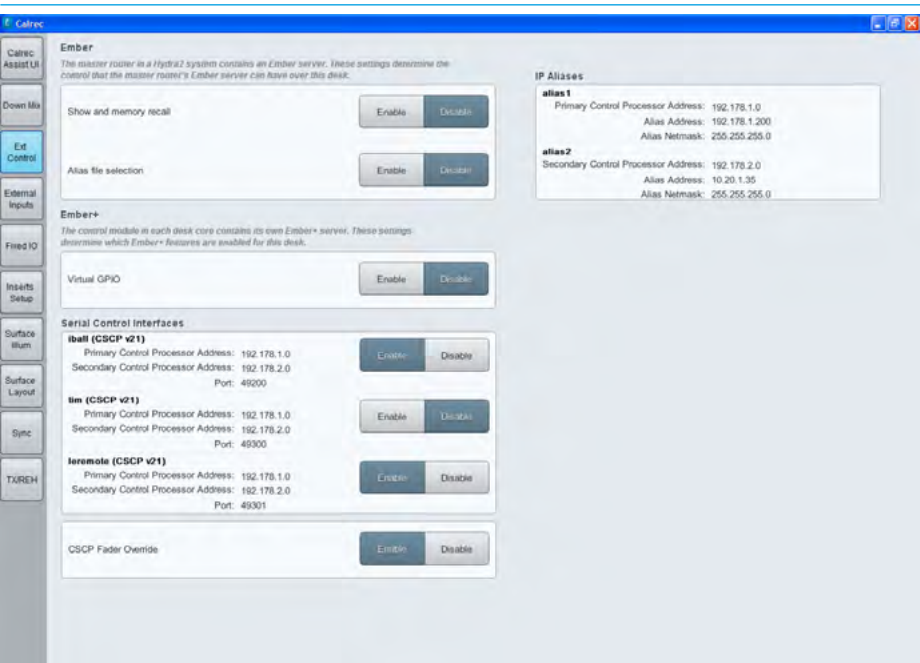 Calrec
Calrec
Assist UI
Down Mix
Ext
Control
External
Inputs
Fixed IO
Inserts
Setup
Surface
Illum
Surface
Layout
Sync
TX/REH
Ember
The master router in a Hydra2 system contains an Ember server. These settings determine the
control that the master router's Ember server can have over this desk.
Show and memory recall
Enable
Disable
Alias file selection
Enable
Disable
Ember+
The control module in each desk core contains its own Ember+ server. These settings
determine which Ember+ features are enabled for this desk.
Virtual GPIO
Enable
Disable
Serial Control Interfaces
iball (CSCP v21)
Primary Control Processor Address: 192.178.1.0
Secondary Control Processor Address: 192.178.2.0
Port: 49200
Enable
Disable
tim (CSCP v21)
Primary Control Processor Address: 192.178.1.0
Secondary Control Processor Address: 192.178.2.0
Port: 49300
Enable
Disable
leremote (CSCP v21)
Primary Control Processor Address: 192.178.1.0
Secondary Control Processor Address: 192.178.2.0
Port: 49301
Enable
Disable
CSCP Fader Override
Enable
Disable
IP Aliases
alias1
Primary Control Processor Address: 192.178.1.0
Alias Address: 192.178.1.200
Alias Netmask: 255.255.255.0
alias2
Secondary Control Processor Address: 192.178.2.0
Alias Address: 10.20.1.35
Alias Netmask: 255.255.255.0